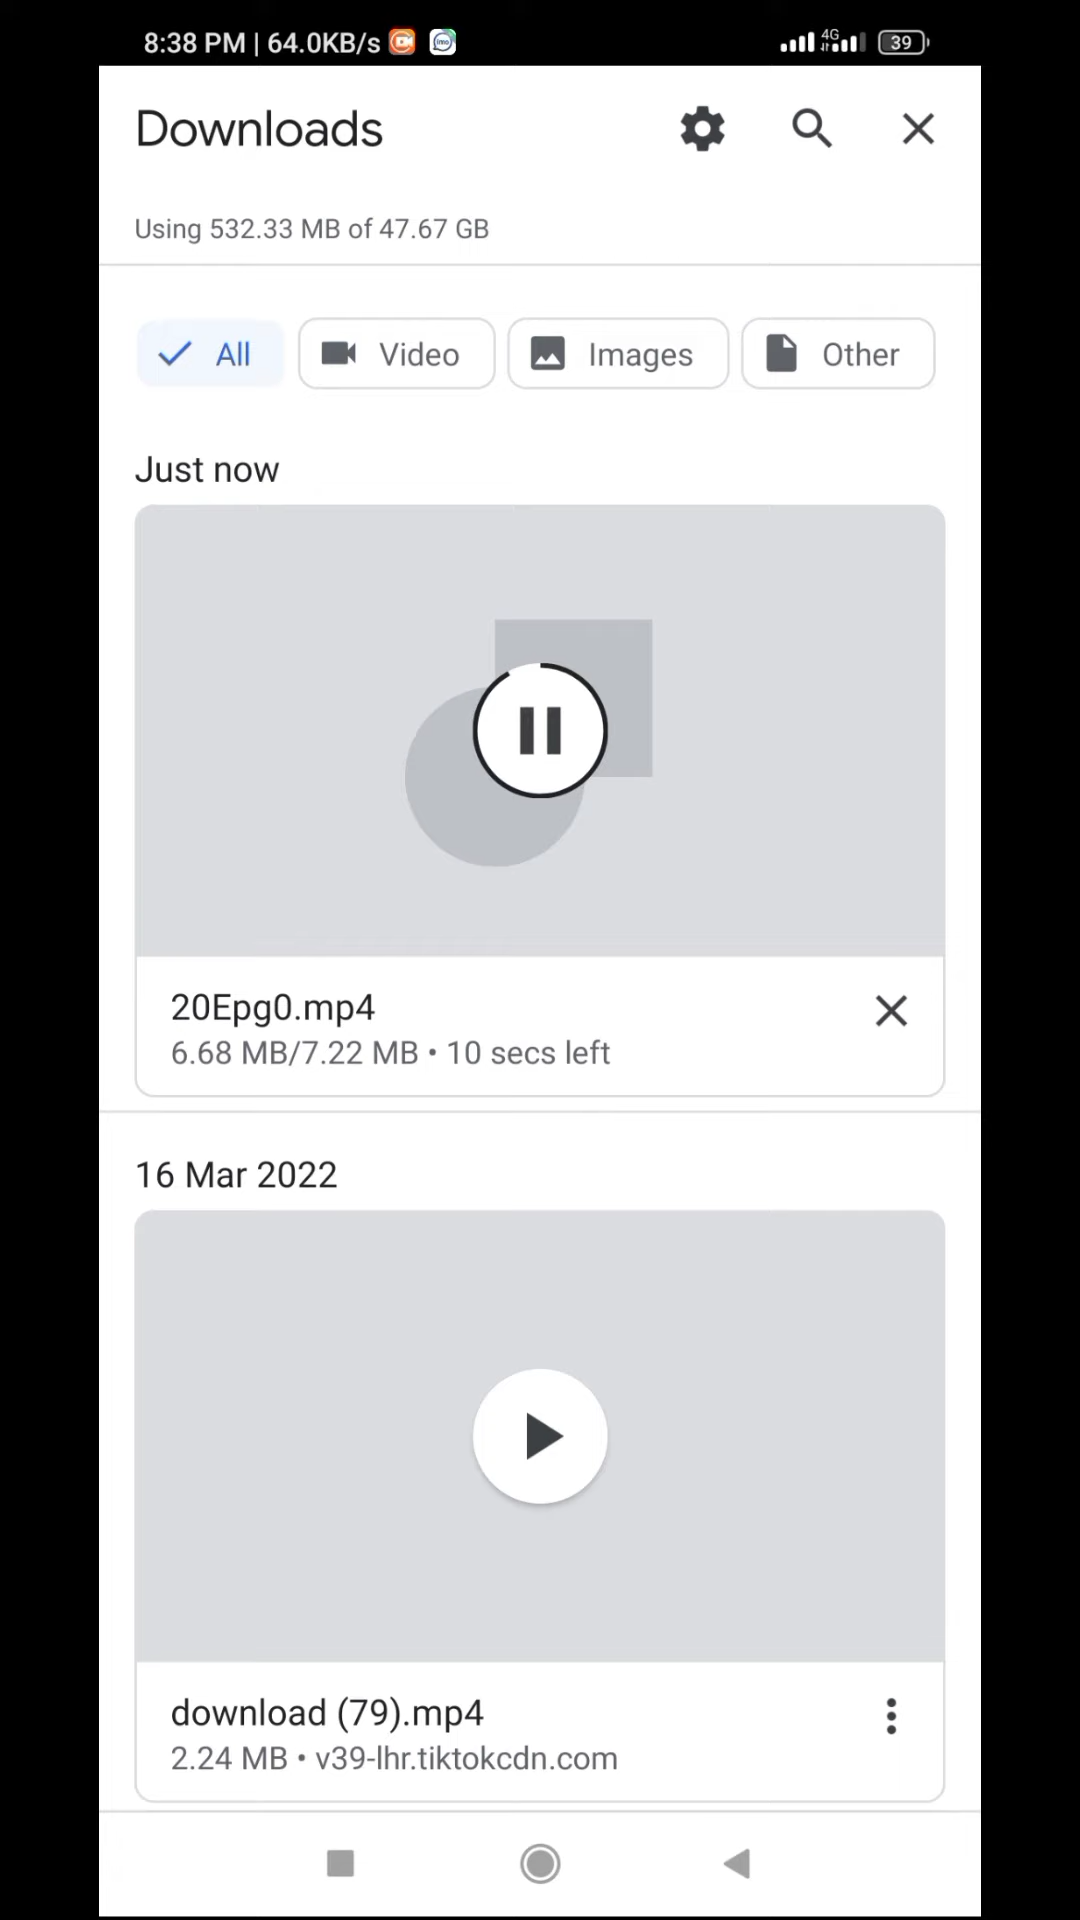 8:38 PM | 64.0KB/s imo 4G 39
Downloads
Using 532.33 MB of 47.67 GB
All Video Images Other
Just now
20Epg0.mp4
6.68 MB/7.22 MB • 10 secs left
16 Mar 2022
download (79).mp4
2.24 MB • v39-lhr.tiktokcdn.com